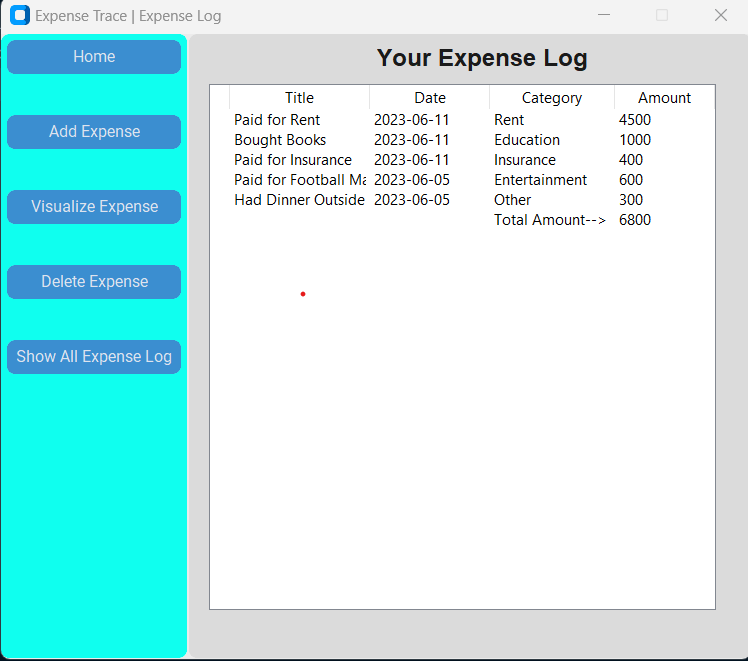 Expense Trace | Expense Log
Home
Add Expense
Visualize Expense
Delete Expense
Show All Expense Log
Your Expense Log
Title Date Category Amount
Paid for Rent 2023-06-11 Rent 4500
Bought Books 2023-06-11 Education 1000
Paid for Insurance 2023-06-11 Insurance 400
Paid for Football Ma 2023-06-05 Entertainment 600
Had Dinner Outside 2023-06-05 Other 300
Total Amount--> 6800